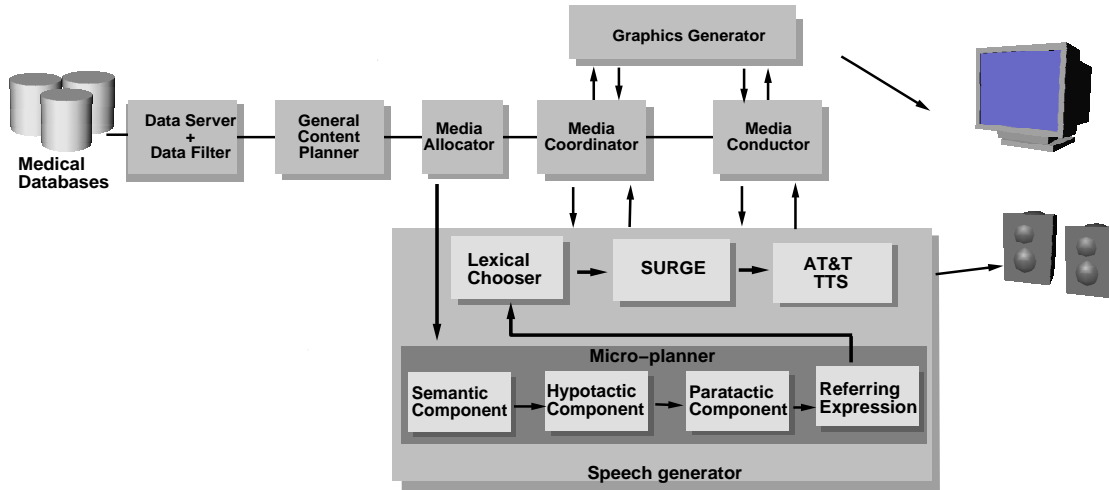 Graphics Generator
Medical
Databases
Data Server
+
Data Filter
General
Content
Planner
Media
Allocator
Media
Coordinator
Media
Conductor
Lexical
Chooser
SURGE
AT&T
TTS
Micro–planner
Semantic
Component
Hypotactic
Component
Paratactic
Component
Referring
Expression
Speech generator